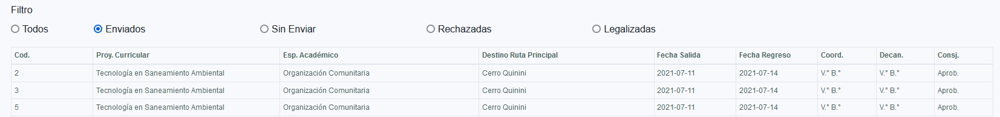 Filtro
Todos Enviados Sin Enviar Rechazadas Legalizadas
Cod. Proy. Curricular Esp. Académico Destino Ruta Principal Fecha Salida Fecha Regreso Coord. Decan. Consj.
2 Tecnología en Saneamiento Ambiental Organización Comunitaria Cerro Quinini 2021-07-11 2021-07-14 V.° B.° V.° B.° Aprob.
3 Tecnología en Saneamiento Ambiental Organización Comunitaria Cerro Quinini 2021-07-11 2021-07-14 V.° B.° V.° B.° Aprob.
5 Tecnología en Saneamiento Ambiental Organización Comunitaria Cerro Quinini 2021-07-11 2021-07-14 V.° B.° V.° B.° Aprob.